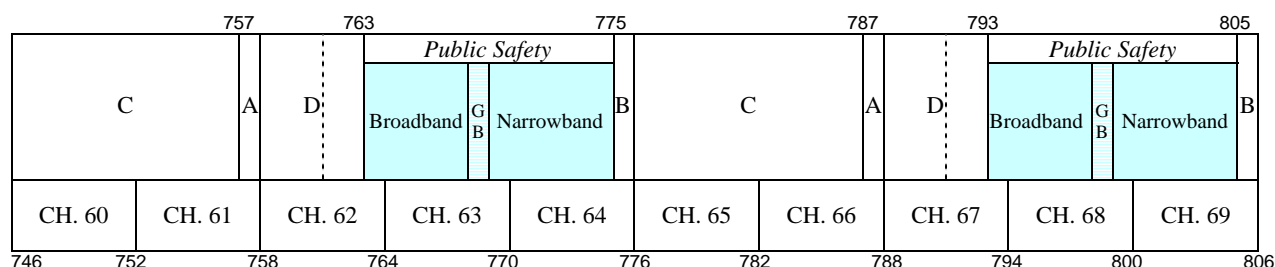 757 763 775 787 793 805
Public Safety Public Safety
C A D B C A D B
Broadband G B Narrowband Broadband G B Narrowband
CH. 60 CH. 61 CH. 62 CH. 63 CH. 64 CH. 65 CH. 66 CH. 67 CH. 68 CH. 69
746 752 758 764 770 776 782 788 794 800 806